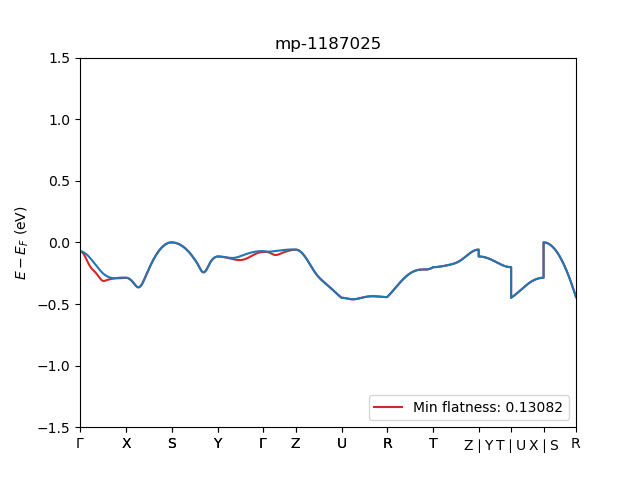 mp-1187025
E − E_F (eV)
1.5
1.0
0.5
0.0
−0.5
−1.0
−1.5
Min flatness: 0.13082
Γ X S Y Γ Z U R T Z | Y T | U X | S R